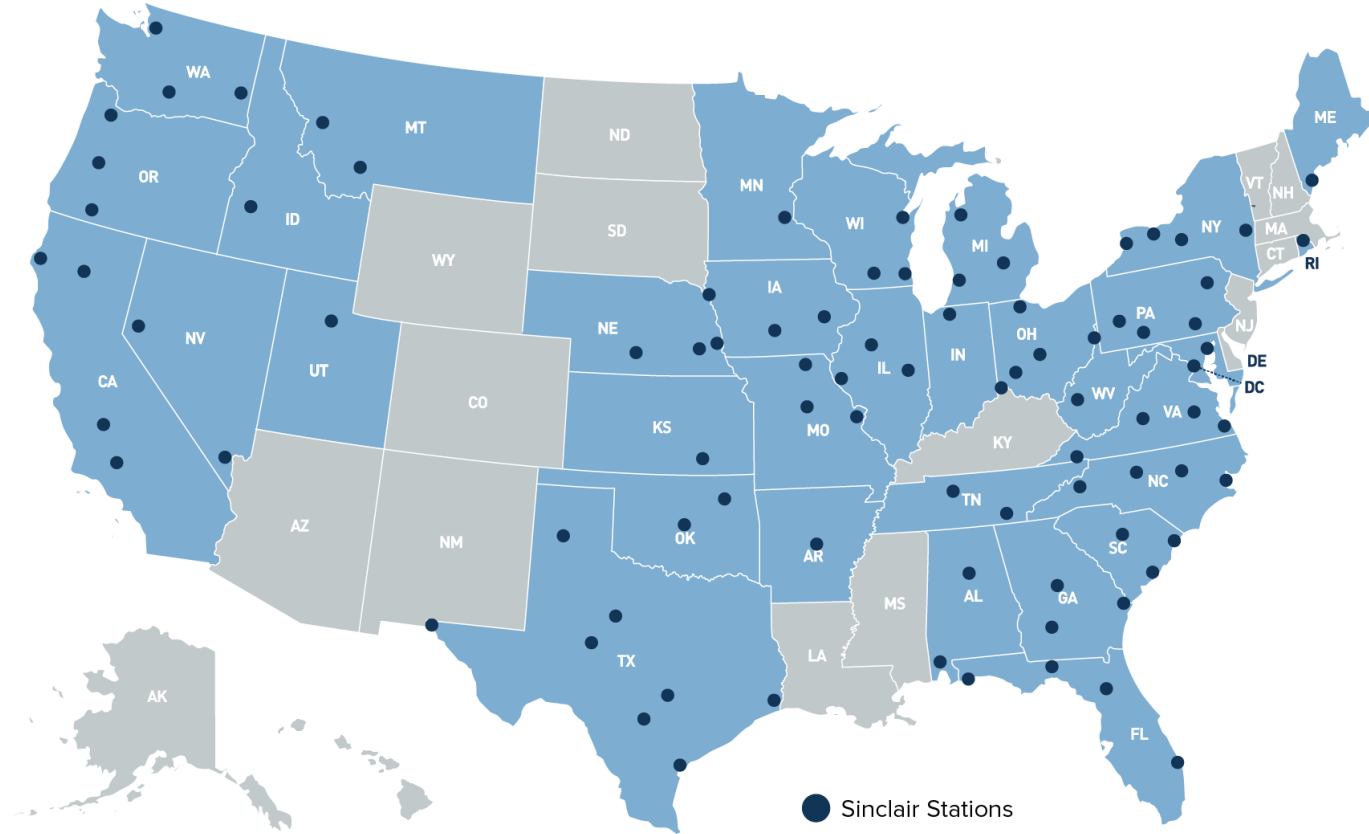 WA
MT
ND
ME
OR
ID
MN
VT
NH
SD
WI
NY
MA
MI
CT
WY
RI
IA
NE
PA
NV
OH
NJ
UT
IL
IN
DE
CA
DC
CO
WV
VA
KS
MO
KY
NC
TN
AZ
NM
OK
SC
AR
AL
GA
MS
TX
LA
AK
FL
Sinclair Stations